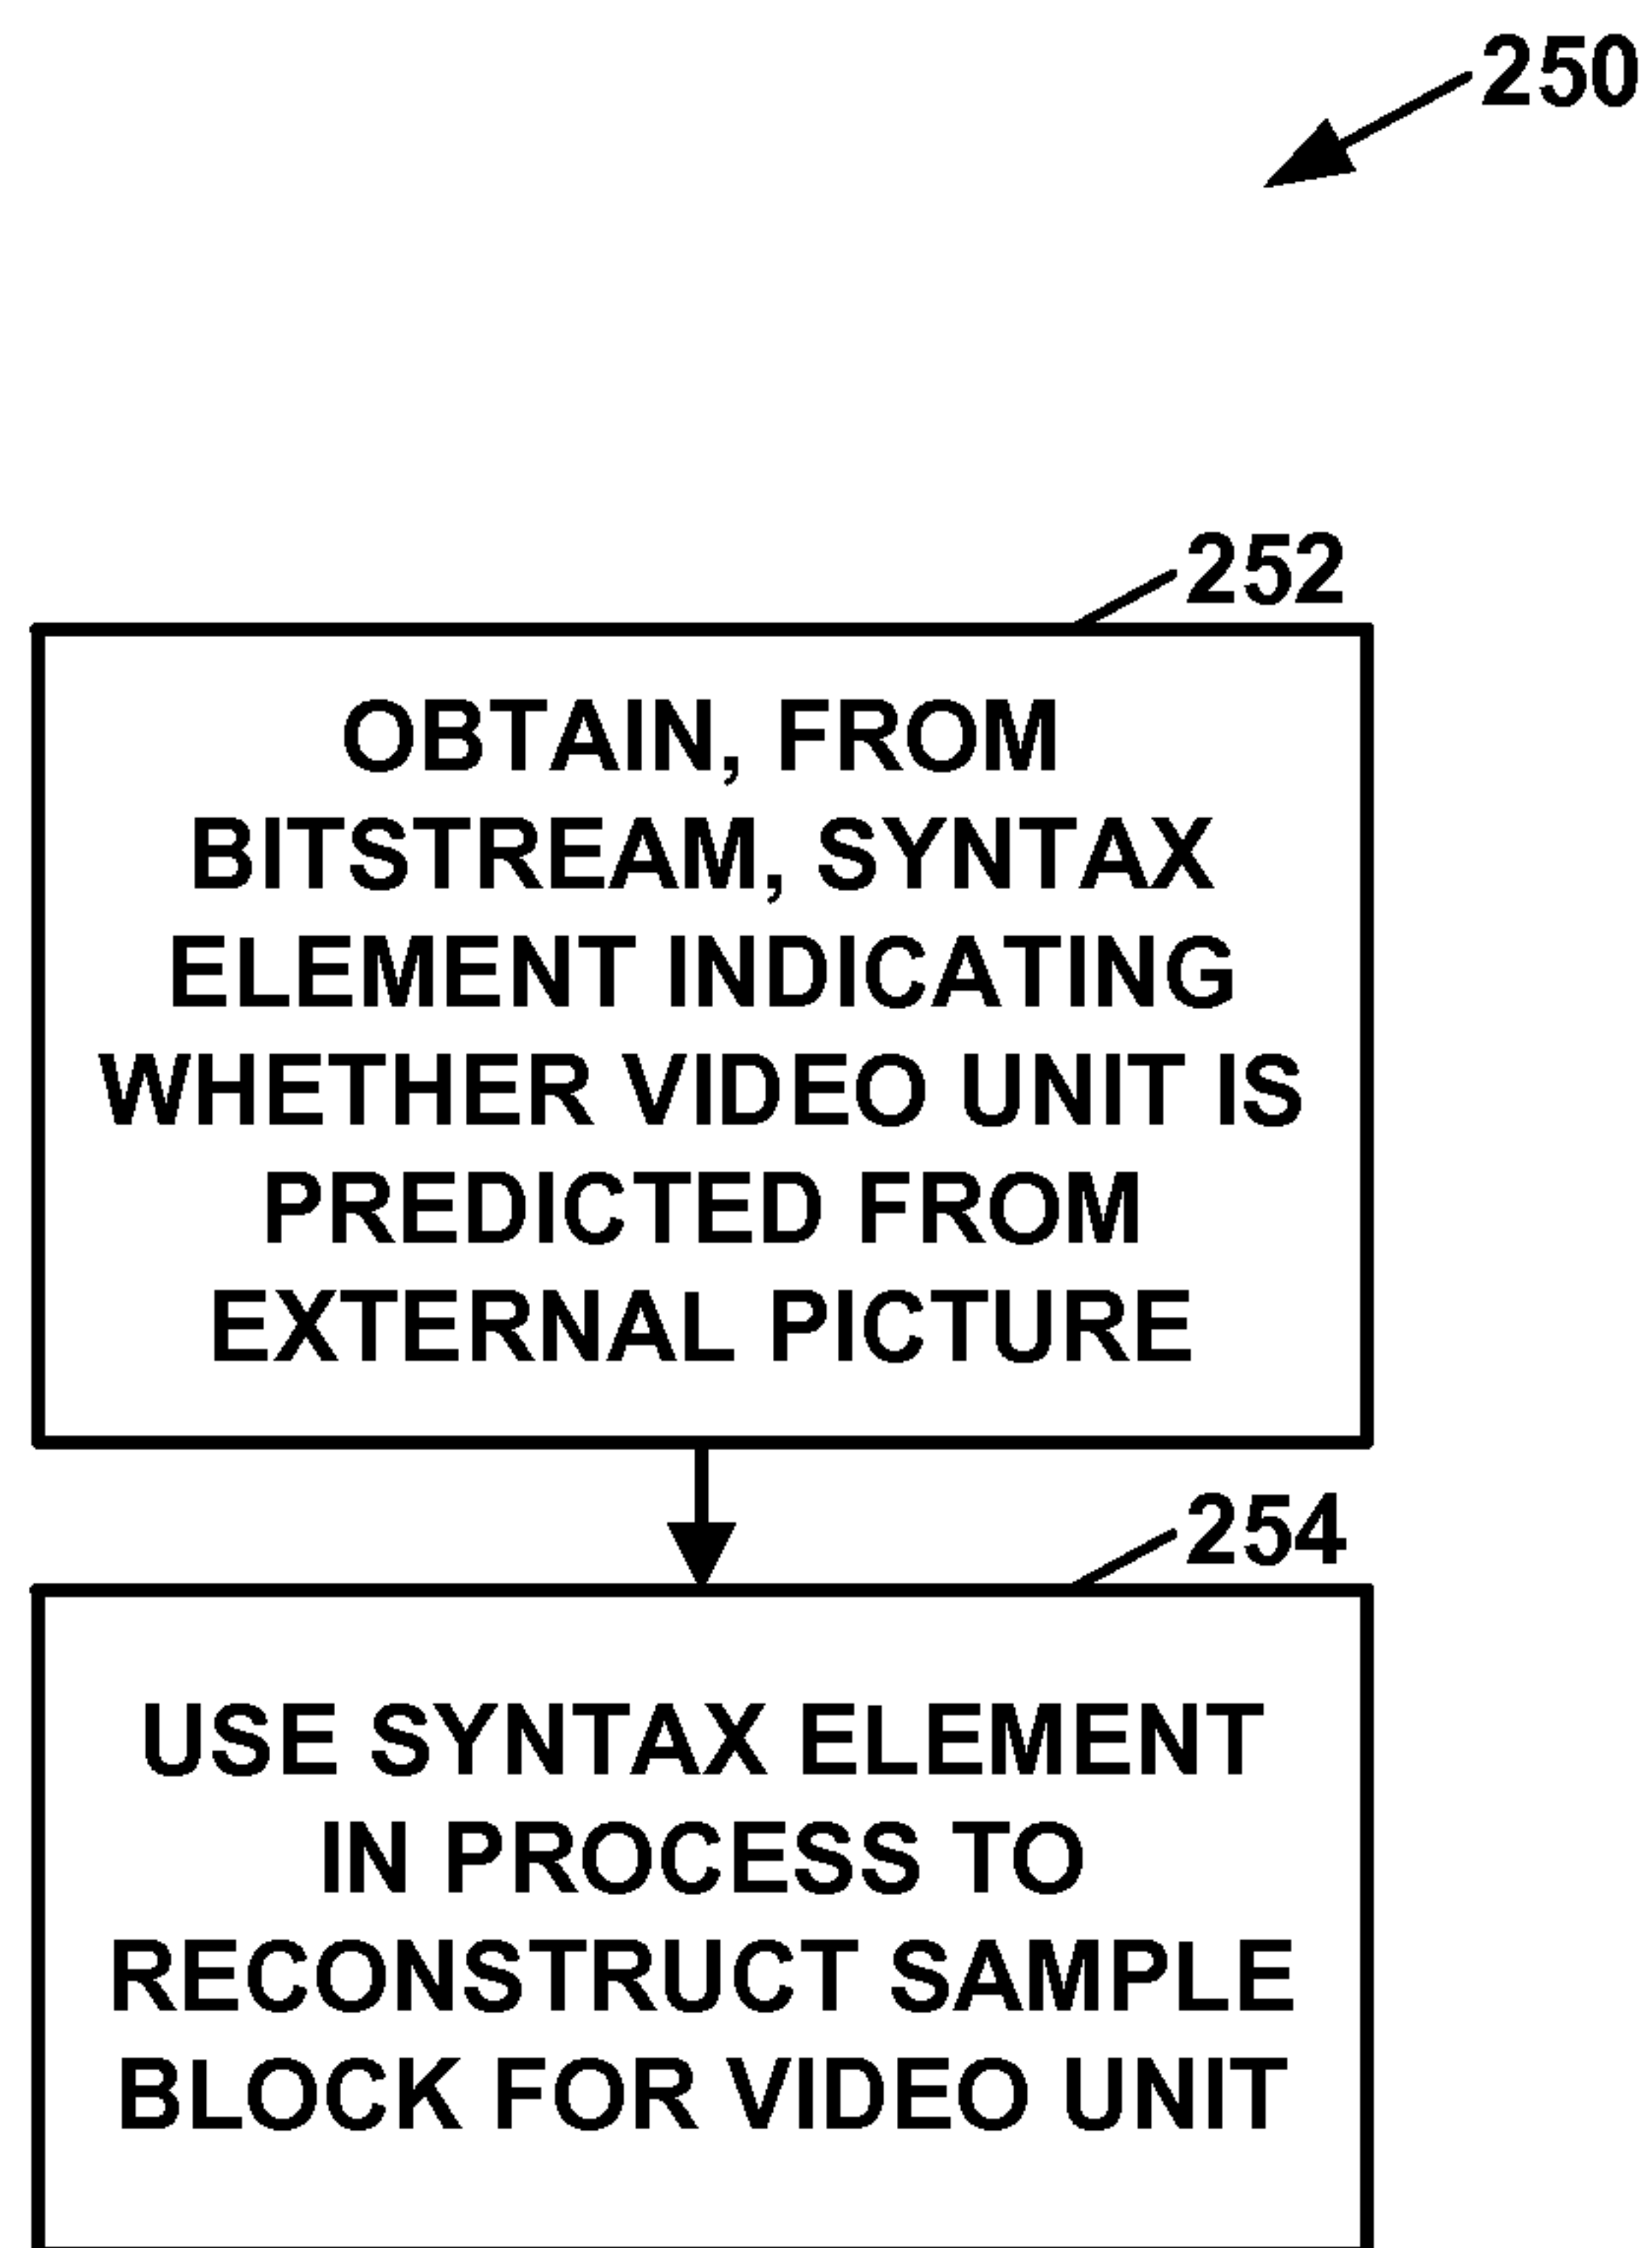 250
252
OBTAIN, FROM
BITSTREAM, SYNTAX
ELEMENT INDICATING
WHETHER VIDEO UNIT IS
PREDICTED FROM
EXTERNAL PICTURE
254
USE SYNTAX ELEMENT
IN PROCESS TO
RECONSTRUCT SAMPLE
BLOCK FOR VIDEO UNIT